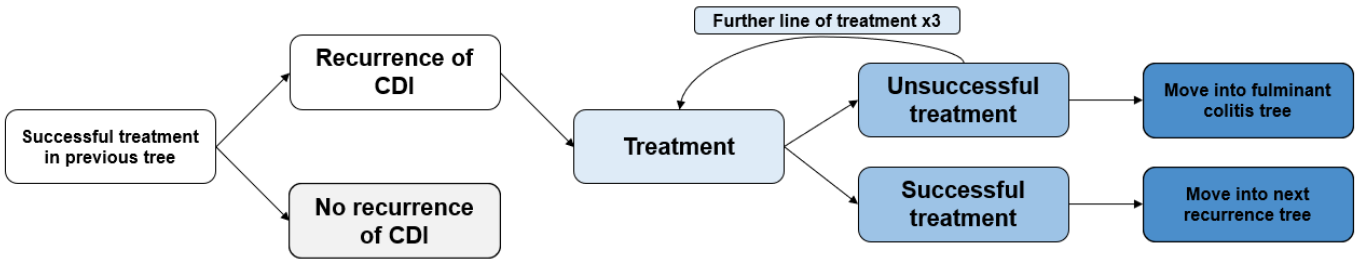 Further line of treatment x3
Recurrence of
CDI
Unsuccessful
treatment
Move into fulminant
colitis tree
Successful treatment
in previous tree
Treatment
No recurrence
of CDI
Successful
treatment
Move into next
recurrence tree